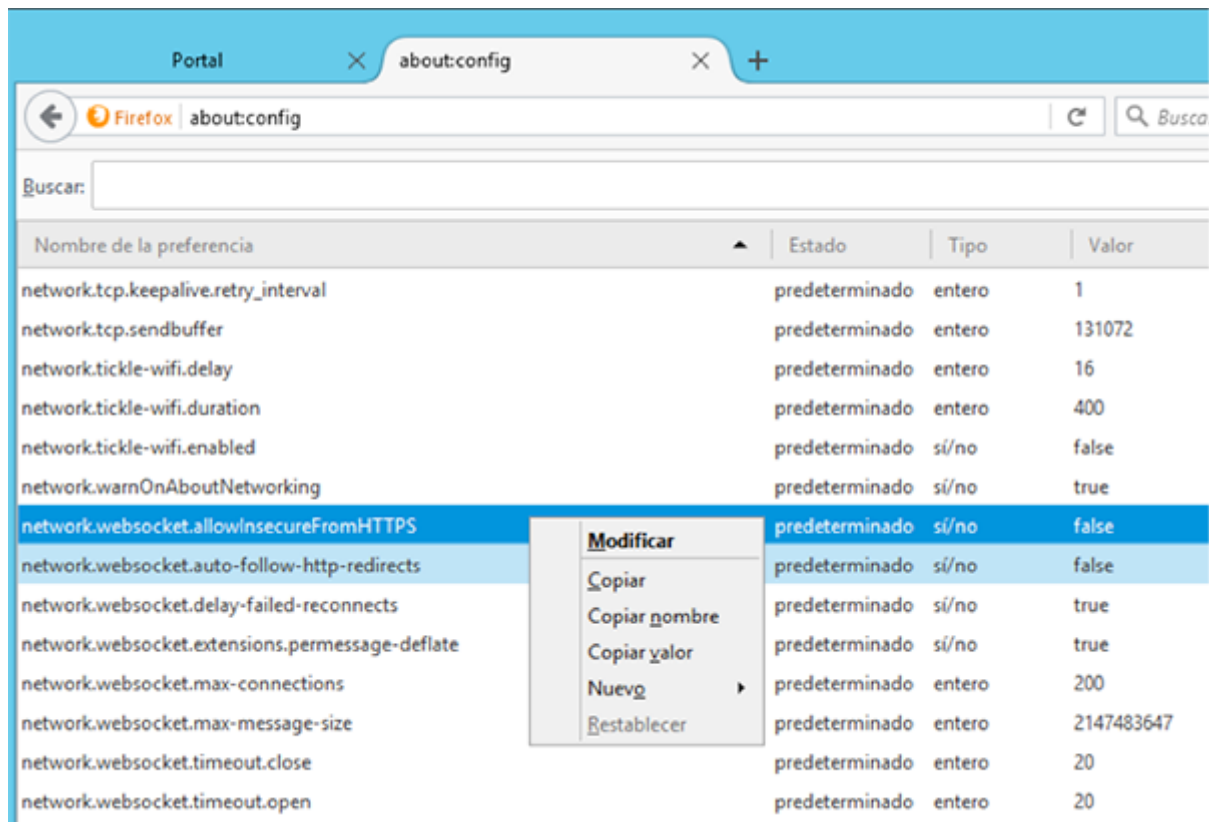 Portal about:config
Firefox about:config Busca
Buscar:
Nombre de la preferencia Estado Tipo Valor
network.tcp.keepalive.retry_interval predeterminado entero 1
network.tcp.sendbuffer predeterminado entero 131072
network.tickle-wifi.delay predeterminado entero 16
network.tickle-wifi.duration predeterminado entero 400
network.tickle-wifi.enabled predeterminado sí/no false
network.warnOnAboutNetworking predeterminado sí/no true
network.websocket.allowInsecureFromHTTPS predeterminado sí/no false
network.websocket.auto-follow-http-redirects predeterminado sí/no false
network.websocket.delay-failed-reconnects predeterminado sí/no true
network.websocket.extensions.permessage-deflate predeterminado sí/no true
network.websocket.max-connections predeterminado entero 200
network.websocket.max-message-size predeterminado entero 2147483647
network.websocket.timeout.close predeterminado entero 20
network.websocket.timeout.open predeterminado entero 20
Modificar
Copiar
Copiar nombre
Copiar valor
Nuevo
Restablecer